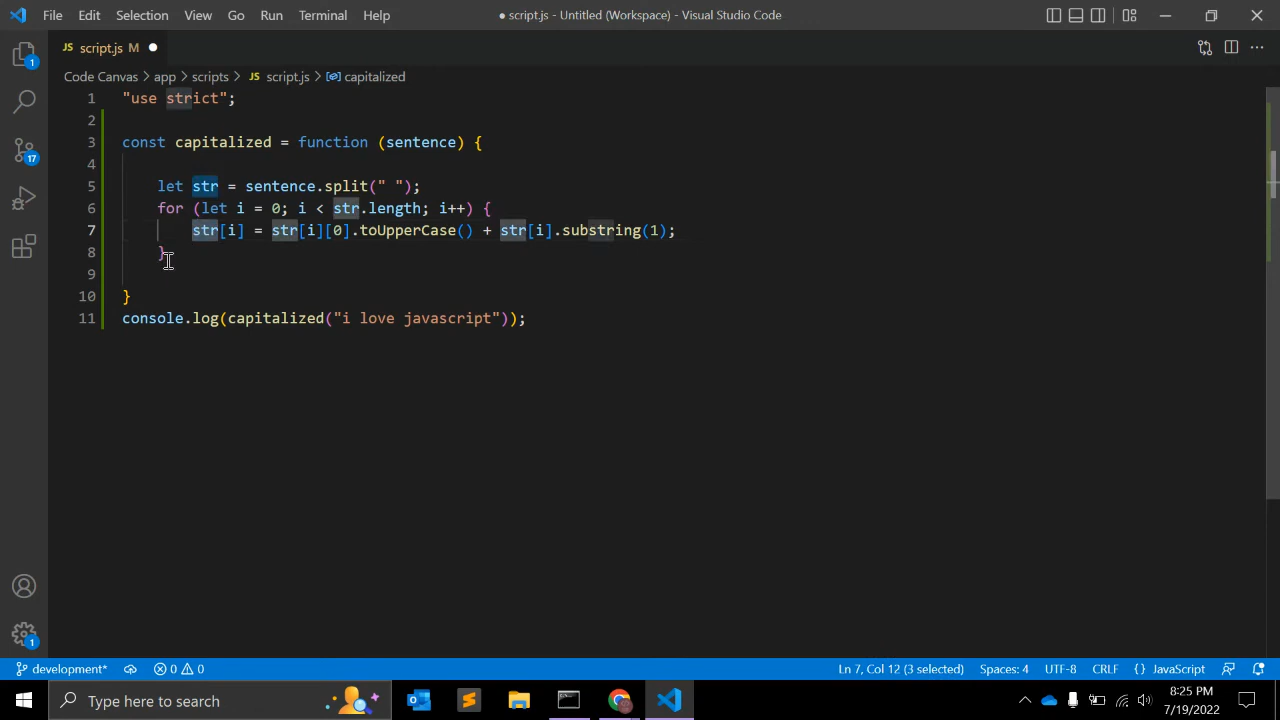 File Edit Selection View Go Run Terminal Help
● script.js - Untitled (Workspace) - Visual Studio Code
JS script.js M ●
Code Canvas > app > scripts > JS script.js > capitalized
1 "use strict";
2
3 const capitalized = function (sentence) {
4
5 let str = sentence.split(" ");
6 for (let i = 0; i < str.length; i++) {
7 str[i] = str[i][0].toUpperCase() + str[i].substring(1);
8 }
9
10 }
11 console.log(capitalized("i love javascript"));
1
17
1
development* 0 0 Ln 7, Col 12 (3 selected) Spaces: 4 UTF-8 CRLF {} JavaScript
Type here to search
8:25 PM
7/19/2022